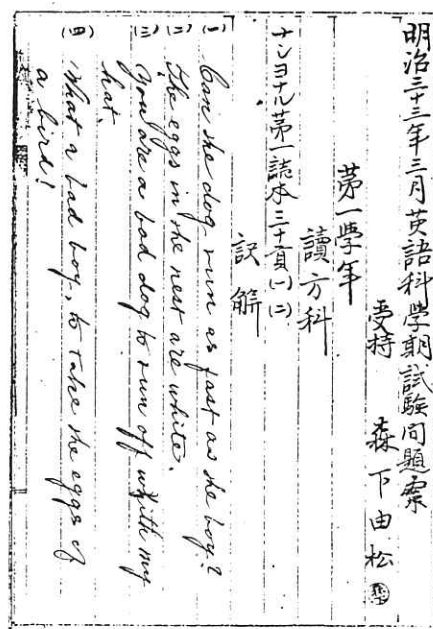 明治二十三年三月英語科学期試験問題案
受持　森下由松
第一學年
讀方科
ナショナル第一讀本三十頁(一)(二)
訳解
(一) Can the dog run as fast as the boy?
(二) The eggs in the nest are white.
(三) You are a bad dog to run off whith my
hat.
(四) What a bad boy, to take the eggs of
a bird!